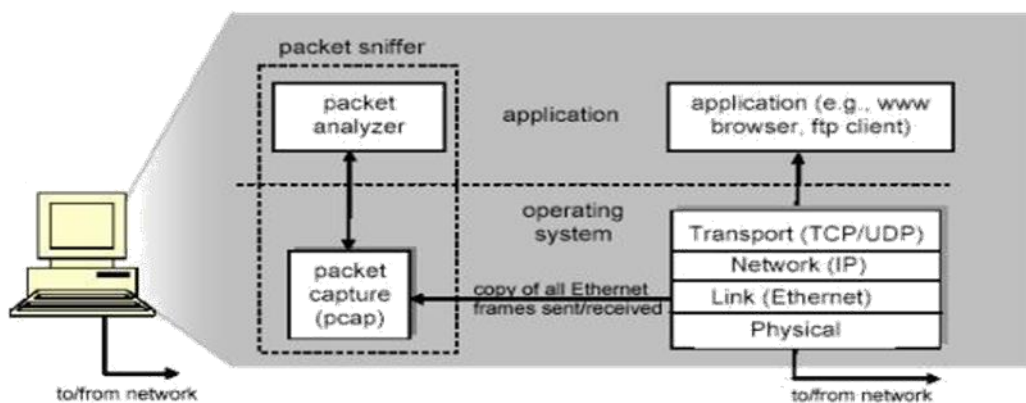 packet sniffer
packet
analyzer
application
application (e.g., www
browser, ftp client)
operating
system
packet
capture
(pcap)
copy of all Ethernet
frames sent/received
Transport (TCP/UDP)
Network (IP)
Link (Ethernet)
Physical
to/from network
to/from network